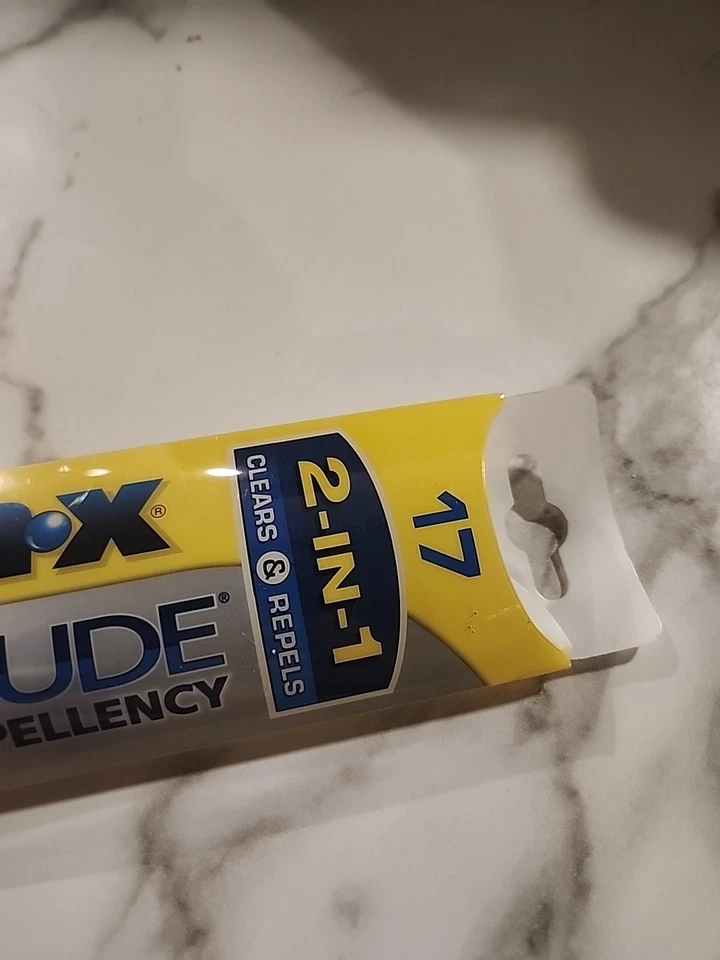 n·X®
UDE®
PELLENCY
2-IN-1
CLEARS & REPELS
17